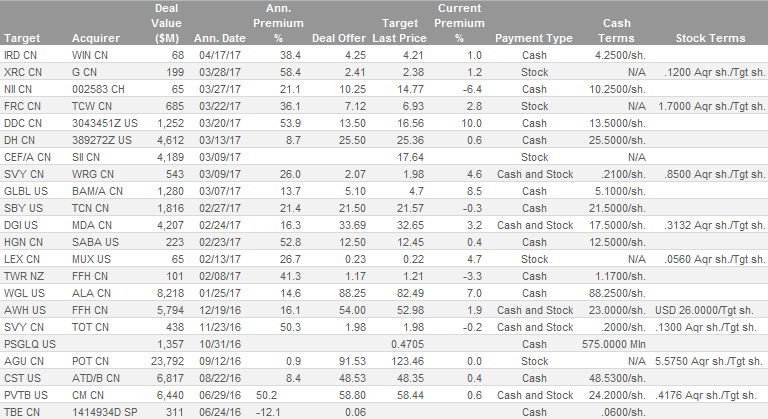 Target Acquirer Deal Value ($M) Ann. Date Ann. Premium % Deal Offer Target Last Price Current Premium % Payment Type Cash Terms Stock Terms
IRD CN WIN CN 68 04/17/17 38.4 4.25 4.21 1.0 Cash 4.2500/sh.
XRC CN G CN 199 03/28/17 58.4 2.41 2.38 1.2 Stock N/A .1200 Aqr sh./Tgt sh.
NII CN 002583 CH 65 03/27/17 21.1 10.25 14.77 -6.4 Cash 10.2500/sh.
FRC CN TCW CN 685 03/22/17 36.1 7.12 6.93 2.8 Stock N/A 1.7000 Aqr sh./Tgt sh.
DDC CN 3043451Z US 1,252 03/20/17 53.9 13.50 16.56 10.0 Cash 13.5000/sh.
DH CN 389272Z US 4,612 03/13/17 8.7 25.50 25.36 0.6 Cash 25.5000/sh.
CEF/A CN SII CN 4,189 03/09/17 17.64 Stock N/A
SVY CN WRG CN 543 03/09/17 26.0 2.07 1.98 4.6 Cash and Stock .2100/sh. .8500 Aqr sh./Tgt sh.
GLBL US BAM/A CN 1,280 03/07/17 13.7 5.10 4.7 8.5 Cash 5.1000/sh.
SBY US TCN CN 1,816 02/27/17 21.4 21.50 21.57 -0.3 Cash 21.5000/sh.
DGI US MDA CN 4,207 02/24/17 16.3 33.69 32.65 3.2 Cash and Stock 17.5000/sh. .3132 Aqr sh./Tgt sh.
HGN CN SABA US 223 02/23/17 52.8 12.50 12.45 0.4 Cash 12.5000/sh.
LEX CN MUX US 65 02/13/17 26.7 0.23 0.22 4.7 Stock N/A .0560 Aqr sh./Tgt sh.
TWR NZ FFH CN 101 02/08/17 41.3 1.17 1.21 -3.3 Cash 1.1700/sh.
WGL US ALA CN 8,218 01/25/17 14.6 88.25 82.49 7.0 Cash 88.2500/sh.
AWH US FFH CN 5,794 12/19/16 16.1 54.00 52.98 1.9 Cash and Stock 23.0000/sh. USD 26.0000/Tgt sh.
SVY CN TOT CN 438 11/23/16 50.3 1.98 1.98 -0.2 Cash and Stock .2000/sh. .1300 Aqr sh./Tgt sh.
PSGLQ US 1,357 10/31/16 0.4705 Cash 575.0000 Mln
AGU CN POT CN 23,792 09/12/16 0.9 91.53 123.46 0.0 Stock N/A 5.5750 Aqr sh./Tgt sh.
CST US ATD/B CN 6,817 08/22/16 8.4 48.53 48.35 0.4 Cash 48.5300/sh.
PVTB US CM CN 6,440 06/29/16 50.2 58.80 58.44 0.6 Cash and Stock 24.2000/sh. .4176 Aqr sh./Tgt sh.
TBE CN 1414934D SP 311 06/24/16 -12.1 0.06 Cash .0600/sh.